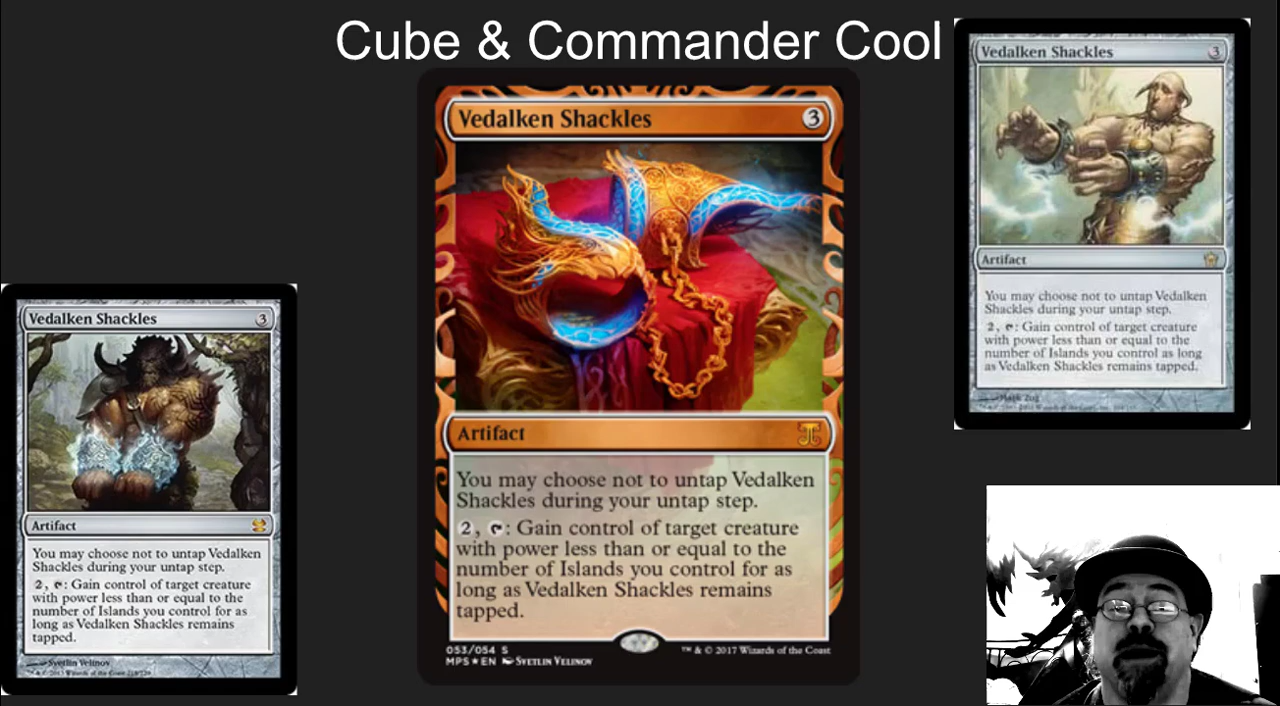 Cube & Commander Cool
Vedalken Shackles 3
Artifact
You may choose not to untap Vedalken
Shackles during your untap step.
2, : Gain control of target creature
with power less than or equal to the
number of Islands you control for as
long as Vedalken Shackles remains
tapped.
Svetlin Velinov
Vedalken Shackles 3
Artifact
You may choose not to untap Vedalken
Shackles during your untap step.
2, : Gain control of target creature
with power less than or equal to the
number of Islands you control for as
long as Vedalken Shackles remains
tapped.
053/054 S
MPS★EN Svetlin Velinov
™ & © 2017 Wizards of the Coast
Vedalken Shackles 3
Artifact
You may choose not to untap Vedalken
Shackles during your untap step.
2, : Gain control of target creature
with power less than or equal to the
number of Islands you control as long
as Vedalken Shackles remains tapped.
Mark Zug